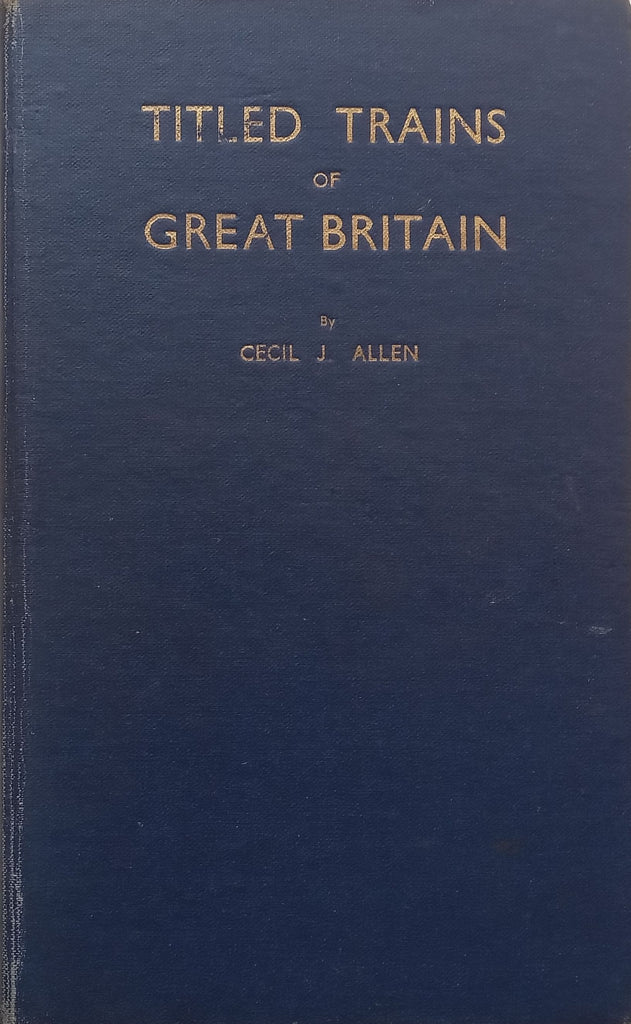 TITLED TRAINS
OF
GREAT BRITAIN
By
CECIL J. ALLEN